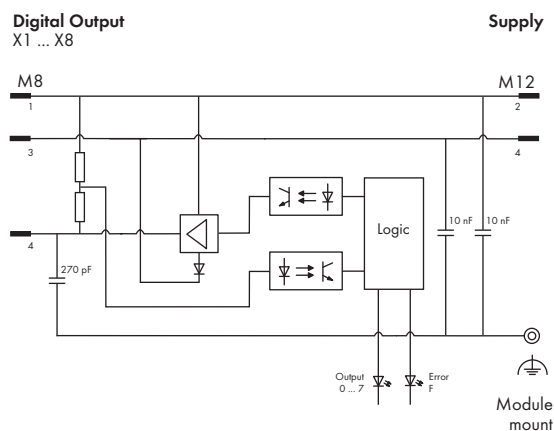 Digital Output
X1 ... X8
Supply
M8
M12
1
2
3
4
4
270 pF
Logic
10 nF
10 nF
Output
0 ... 7
Error
F
Module
mount